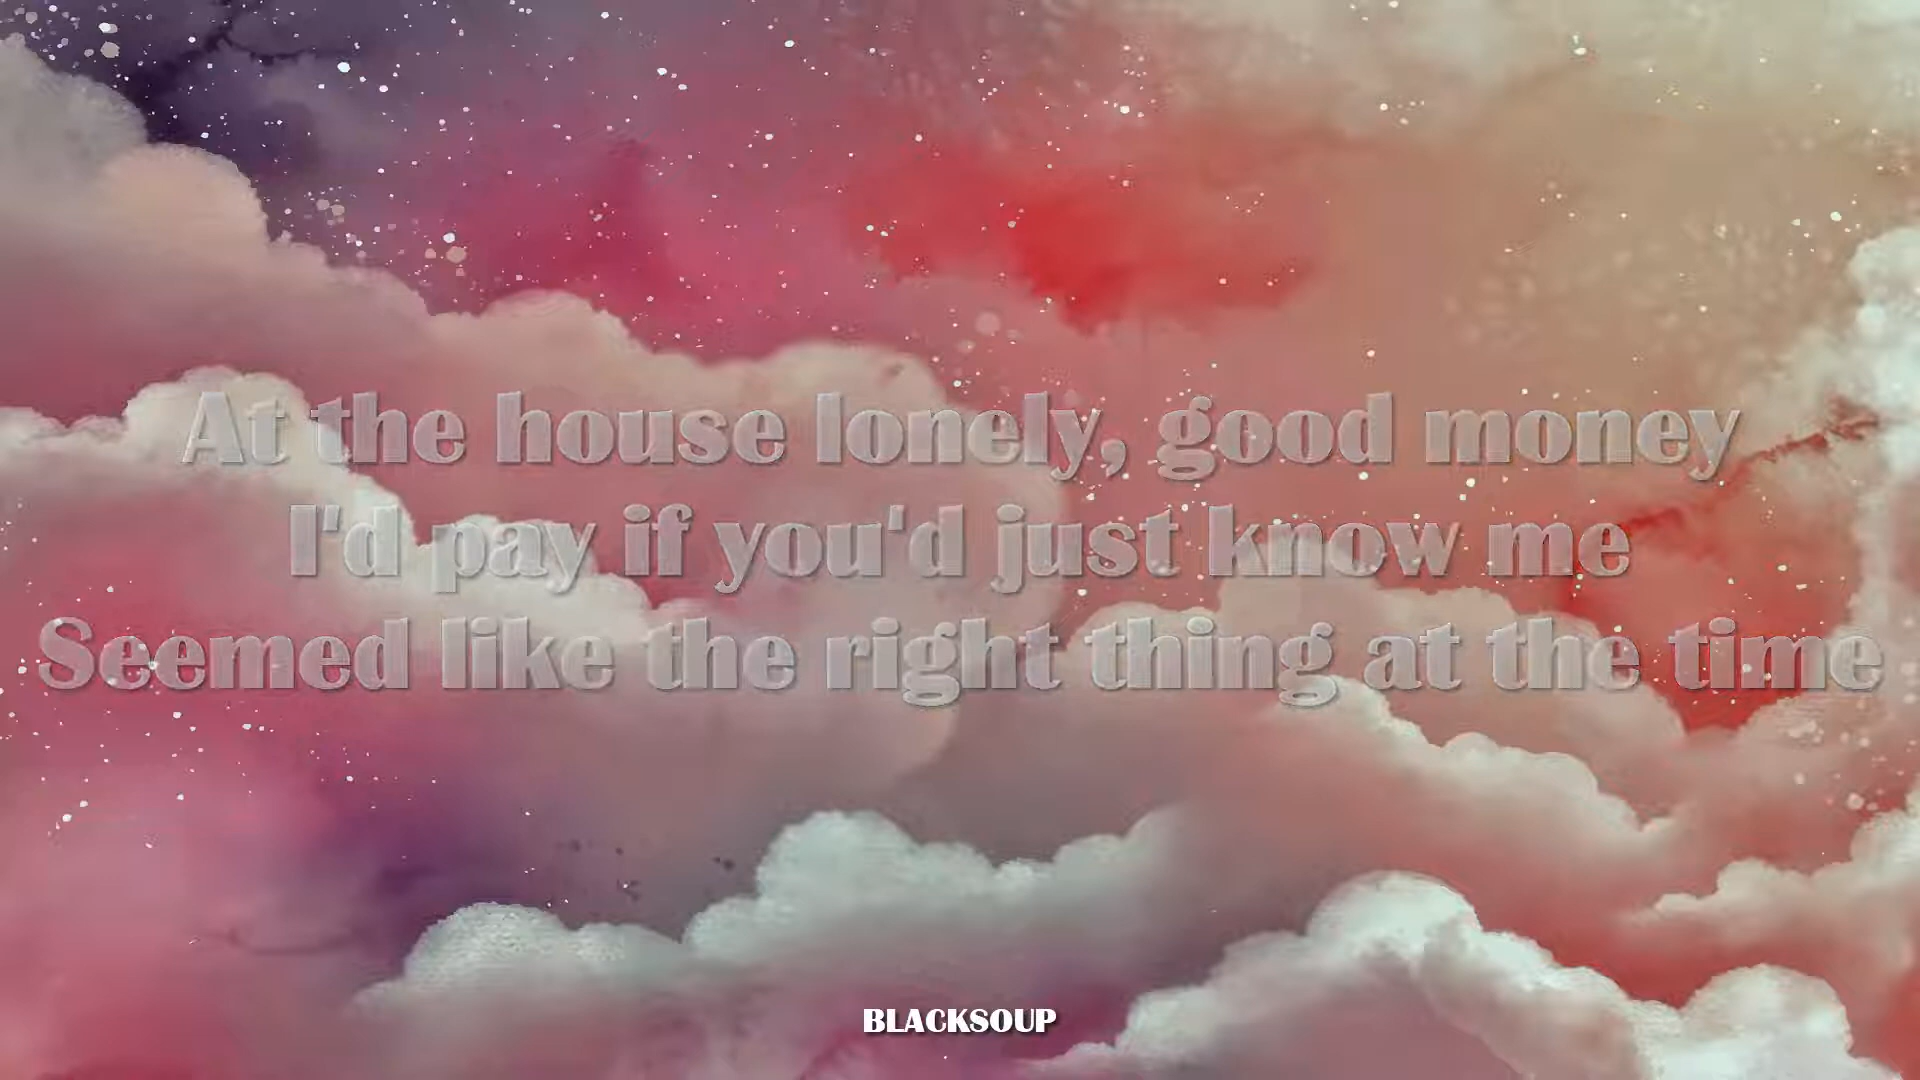 At the house lonely, good money
I'd pay if you'd just know me
Seemed like the right thing at the time
BLACKSOUP